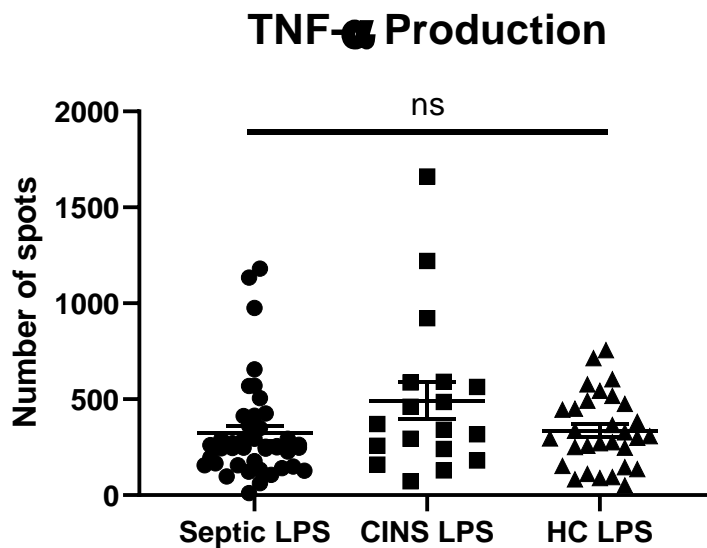 TNF-α Production
ns
Number of spots
2000
1500
1000
500
0
Septic LPS
CINS LPS
HC LPS